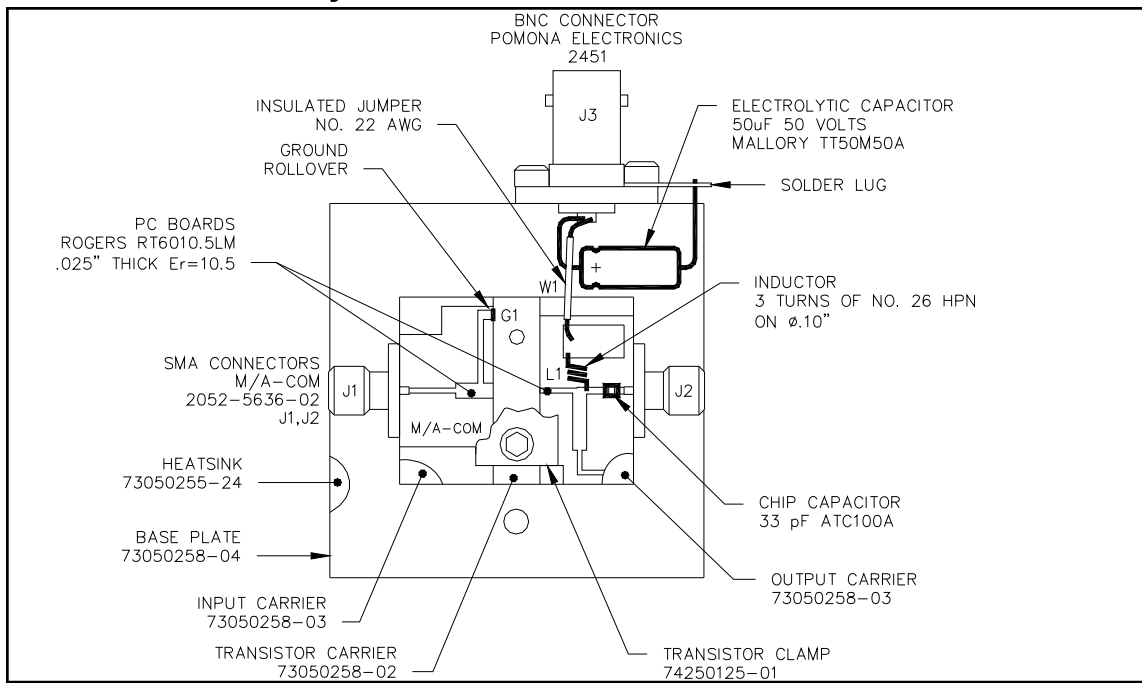 BNC CONNECTOR
POMONA ELECTRONICS
2451
J3
INSULATED JUMPER
NO. 22 AWG
GROUND
ROLLOVER
ELECTROLYTIC CAPACITOR
50uF 50 VOLTS
MALLORY TT50M50A
SOLDER LUG
PC BOARDS
ROGERS RT6010.5LM
.025" THICK Er=10.5
+
W1
INDUCTOR
3 TURNS OF NO. 26 HPN
ON ø.10"
G1
SMA CONNECTORS
M/A-COM
2052-5636-02
J1,J2
J1
L1
J2
M/A-COM
HEATSINK
73050255-24
CHIP CAPACITOR
33 pF ATC100A
BASE PLATE
73050258-04
OUTPUT CARRIER
73050258-03
INPUT CARRIER
73050258-03
TRANSISTOR CARRIER
73050258-02
TRANSISTOR CLAMP
74250125-01